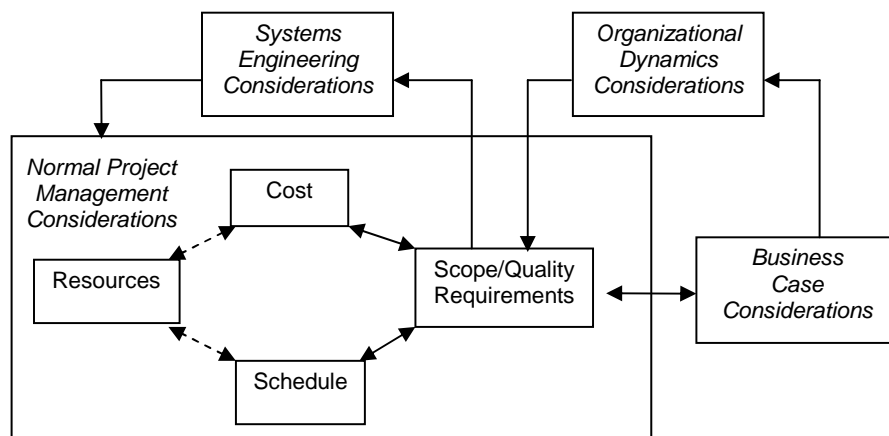 Systems
Engineering
Considerations
Organizational
Dynamics
Considerations
Normal Project
Management
Considerations
Cost
Resources
Scope/Quality
Requirements
Schedule
Business
Case
Considerations